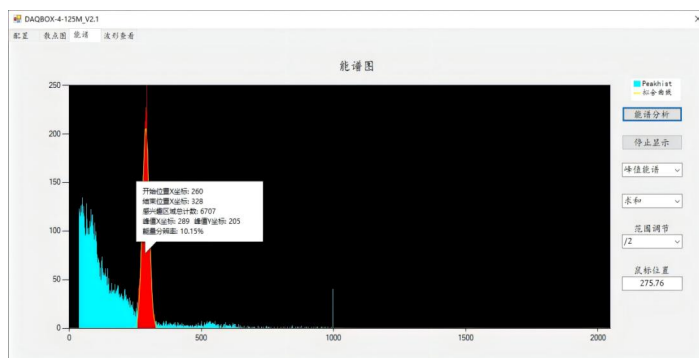 DAQBOX-4-125M_V2.1
配置 散点图 能谱 波形查看
能谱图
250
200
150
100
50
0
0 500 1000 1500 2000
开始位置X坐标: 260
结束位置X坐标: 328
感兴趣区域总计数: 6707
峰值X坐标: 289 峰值Y坐标: 205
能量分辨率: 10.15%
Peakhist
拟合曲线
能谱分析
停止显示
峰值能谱
求和
范围调节
/2
鼠标位置
275.76